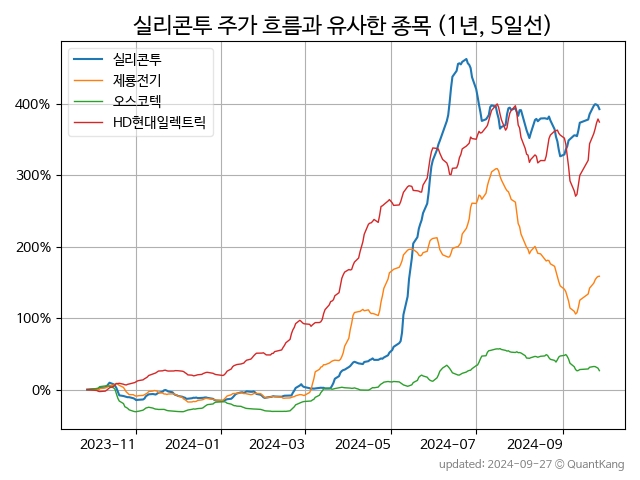 실리콘투 주가 흐름과 유사한 종목 (1년, 5일선)
실리콘투
제룡전기
오스코텍
HD현대일렉트릭
400%
300%
200%
100%
0%
2023-11 2024-01 2024-03 2024-05 2024-07 2024-09
updated: 2024-09-27 © QuantKang